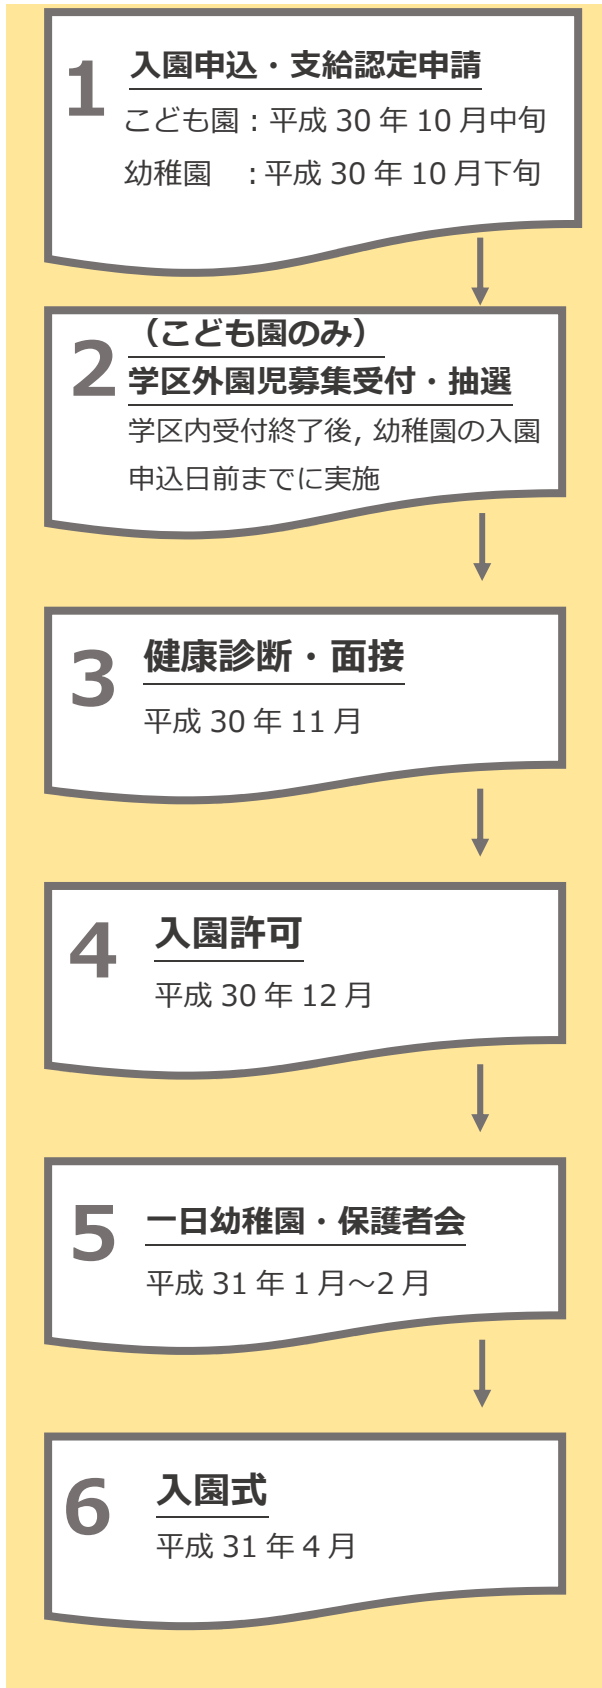 1
入園申込・支給認定申請
こども園：平成 30 年 10 月中旬
幼稚園　：平成 30 年 10 月下旬
2
（こども園のみ）
学区外園児募集受付・抽選
学区内受付終了後, 幼稚園の入園
申込日前までに実施
3
健康診断・面接
平成 30 年 11 月
4
入園許可
平成 30 年 12 月
5
一日幼稚園・保護者会
平成 31 年 1 月～2 月
6
入園式
平成 31 年 4 月